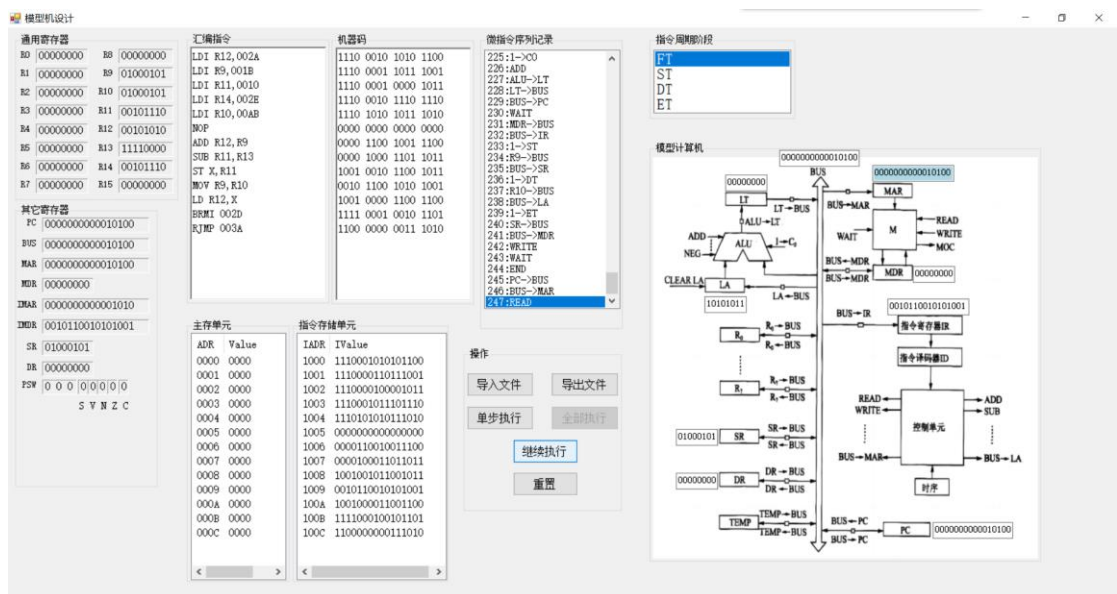 模型机设计
通用寄存器
R0 00000000 R8 00000000
R1 00000000 R9 01000101
R2 00000000 R10 01000101
R3 00000000 R11 00101110
R4 00000000 R12 00101010
R5 00000000 R13 11110000
R6 00000000 R14 00101110
R7 00000000 R15 00000000
其它寄存器
PC 0000000000010100
BUS 0000000000010100
MAR 0000000000010100
MDR 00000000
IMAR 0000000000001010
IMDR 0010110010101001
SR 01000101
DR 00000000
PSW 0 0 0 0 0 0 0 0
S V N Z C
汇编指令
LDI R12,002A
LDI R9,001B
LDI R11,0010
LDI R14,002E
LDI R10,00AB
NOP
ADD R12,R9
SUB R11,R13
ST X,R11
MOV R9,R10
LD R12,X
BRMI 002D
RJMP 003A
机器码
1110 0010 1010 1100
1110 0001 1011 1001
1110 0001 0000 1011
1110 0010 1110 1110
1110 1010 1011 1010
0000 0000 0000 0000
0000 1100 1001 1100
0000 1000 1101 1011
1001 0010 1100 1011
0010 1100 1010 1001
1001 0000 1100 1100
1111 0001 0010 1101
1100 0000 0011 1010
微指令序列记录
225:1->C0
226:ADD
227:ALU->LT
228:LT->BUS
229:BUS->PC
230:WAIT
231:MDR->BUS
232:BUS->IR
233:1->ST
234:R9->BUS
235:BUS->SR
236:1->DT
237:R10->BUS
238:BUS->LA
239:1->ET
240:SR->BUS
241:BUS->MDR
242:WRITE
243:WAIT
244:END
245:PC->BUS
246:BUS->MAR
247:READ
主存单元
ADR Value
0000 0000
0001 0000
0002 0000
0003 0000
0004 0000
0005 0000
0006 0000
0007 0000
0008 0000
0009 0000
000A 0000
000B 0000
000C 0000
指令存储单元
IADR IValue
1000 1110001010101100
1001 1110000110111001
1002 1110000100001011
1003 1110001011101110
1004 1110101010111010
1005 0000000000000000
1006 0000110010011100
1007 0000100011011011
1008 1001001011001011
1009 0010110010101001
100A 1001000011001100
100B 1111000100101101
100C 1100000000111010
操作
导入文件 导出文件
单步执行 全部执行
继续执行
重置
指令周期阶段
FT
ST
DT
ET
模型计算机
0000000000010100
BUS
0000000000010100
00000000
MAR
LT
LT→BUS
BUS→MAR
ALU→LT
READ
WAIT
M
WRITE
MOC
ADD
ALU
1→C₀
NEG
BUS→MDR
BUS→MDR
MDR 00000000
CLEAR LA
LA
10101011
LA←BUS
BUS→IR
0010110010101001
指令寄存器IR
R₀ R₀→BUS
R₀←BUS
指令译码器ID
R₇ R₇→BUS
R₇←BUS
READ
WRITE
控制单元
ADD
SUB
01000101 SR SR→BUS
SR←BUS
BUS→MAR
BUS→LA
00000000 DR DR→BUS
DR←BUS
时序
TEMP TEMP→BUS
TEMP←BUS
BUS←PC
BUS→PC
PC 0000000000010100